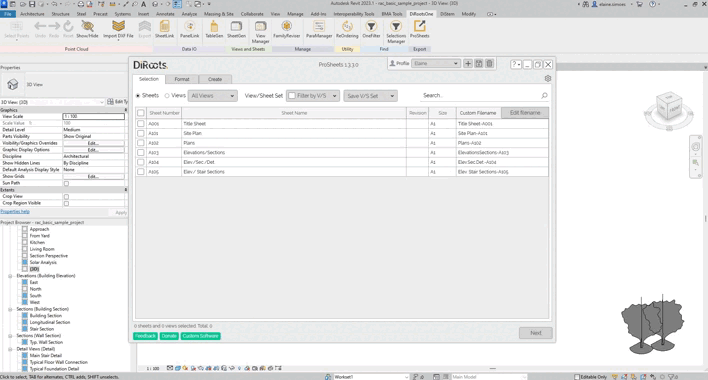 Autodesk Revit 2023.1 - rac_basic_sample_project - 3D View: {3D}
File Architecture Structure Steel Precast Systems Insert Annotate Analyze Massing & Site Collaborate View Manage Add-Ins Interoperability Tools BIMA Tools DiRootsOne DiStem Modify
Undo Redo Show/Hide Import DXF Export SheetLink PanelLink TableGen SheetGen View Manager FamilyReviser ParaManager ReOrdering OneFilter Selections Manager ProSheets
Point Cloud Data IO Views and Sheets Manage Utility Find Export
Properties
3D View
3D View: {3D} Edit Type
Graphics
View Scale 1 : 100
Scale Value 1: 100
Detail Level Medium
Parts Visibility Show Original
Visibility/Graphics Overrides Edit...
Graphic Display Options Edit...
Discipline Architectural
Show Hidden Lines By Discipline
Default Analysis Display Style None
Show Grids Edit...
Sun Path
Extents
Crop View
Crop Region Visible
Properties help Apply
Project Browser - rac_basic_sample_project
Approach
From Yard
Kitchen
Living Room
Section Perspective
Solar Analysis
{3D}
Elevations (Building Elevation)
East
North
South
West
Sections (Building Section)
Building Section
Longitudinal Section
Stair Section
Sections (Wall Section)
Typ. Wall Section
Detail Views (Detail)
Main Stair Detail
Typical Floor Wall Connection
Typical Foundation Detail
DiRoots.
ProSheets 1.3.3.0
Profile
Selection Format Create
Sheets Views All Views View/Sheet Set Filter by V/S Save V/S Set Search...
Sheet Number Sheet Name Revision Size Custom Filename Edit filename
A001 Title Sheet A1 Title Sheet-A001
A101 Site Plan A1 Site Plan-A101
A102 Plans A1 Plans-A102
A103 Elevations/Sections A1 ElevationsSections-A103
A104 Elev./Sec./Det. A1 Elev.Sec.Det.-A104
A105 Elev./ Stair Sections A1 Elev. Stair Sections-A105
0 sheets and 0 views selected. Total: 0
Feedback Donate Custom Software
Next
1 : 100
Click to select, TAB for alternates, CTRL adds, SHIFT unselects.
Workset1
Main Model
Editable Only